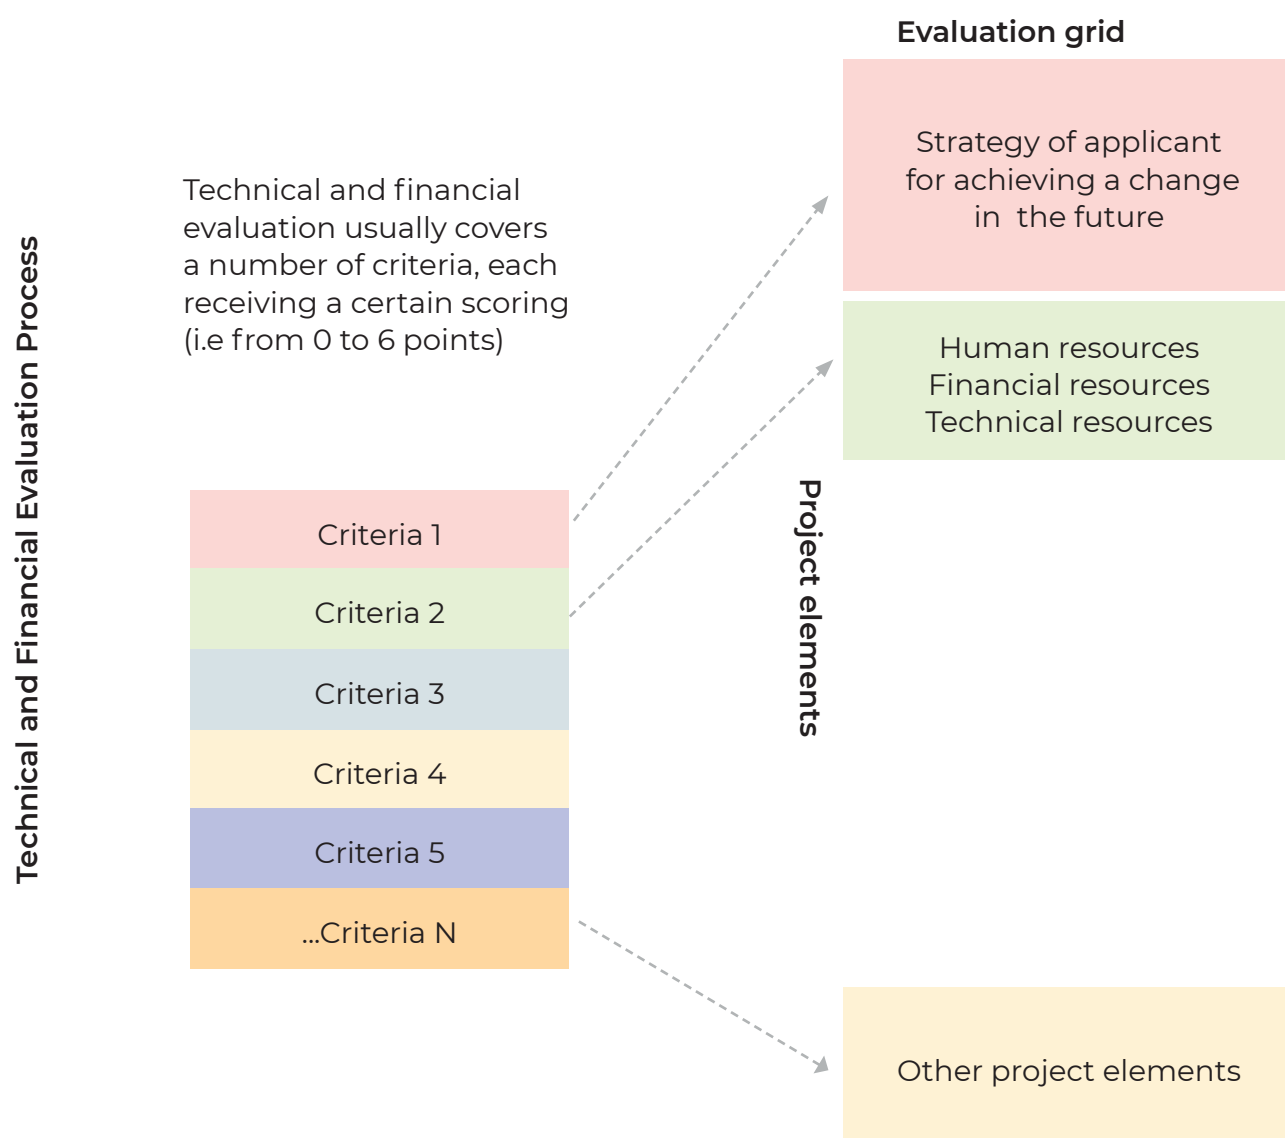 Evaluation grid
Technical and Financial Evaluation Process
Technical and financial
evaluation usually covers
a number of criteria, each
receiving a certain scoring
(i.e from 0 to 6 points)
Criteria 1
Criteria 2
Criteria 3
Criteria 4
Criteria 5
...Criteria N
Project elements
Strategy of applicant
for achieving a change
in the future
Human resources
Financial resources
Technical resources
Other project elements